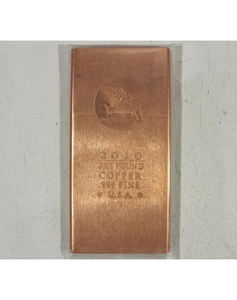 2010
ONE POUND
COPPER
.999 FINE
U.S.A